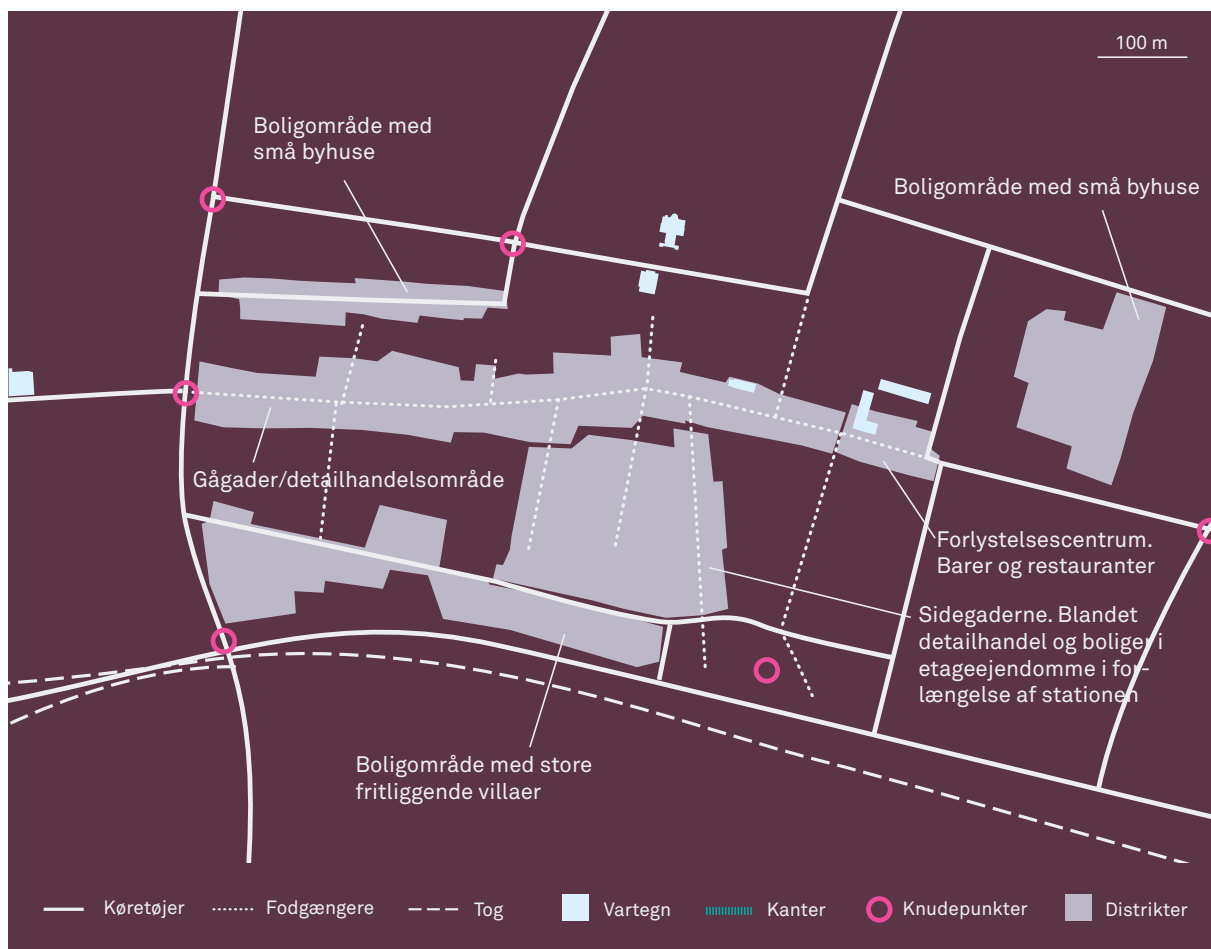 100 m
Boligområde med
små byhuse
Boligområde med små byhuse
Gågader/detailhandelsområde
Forlystelsescentrum.
Barer og restauranter
Sidegaderne. Blandet
detailhandel og boliger i
etageejendomme i for-
længelse af stationen
Boligområde med store
fritliggende villaer
Køretøjer
Fodgængere
Tog
Vartegn
Kanter
Knudepunkter
Distrikter